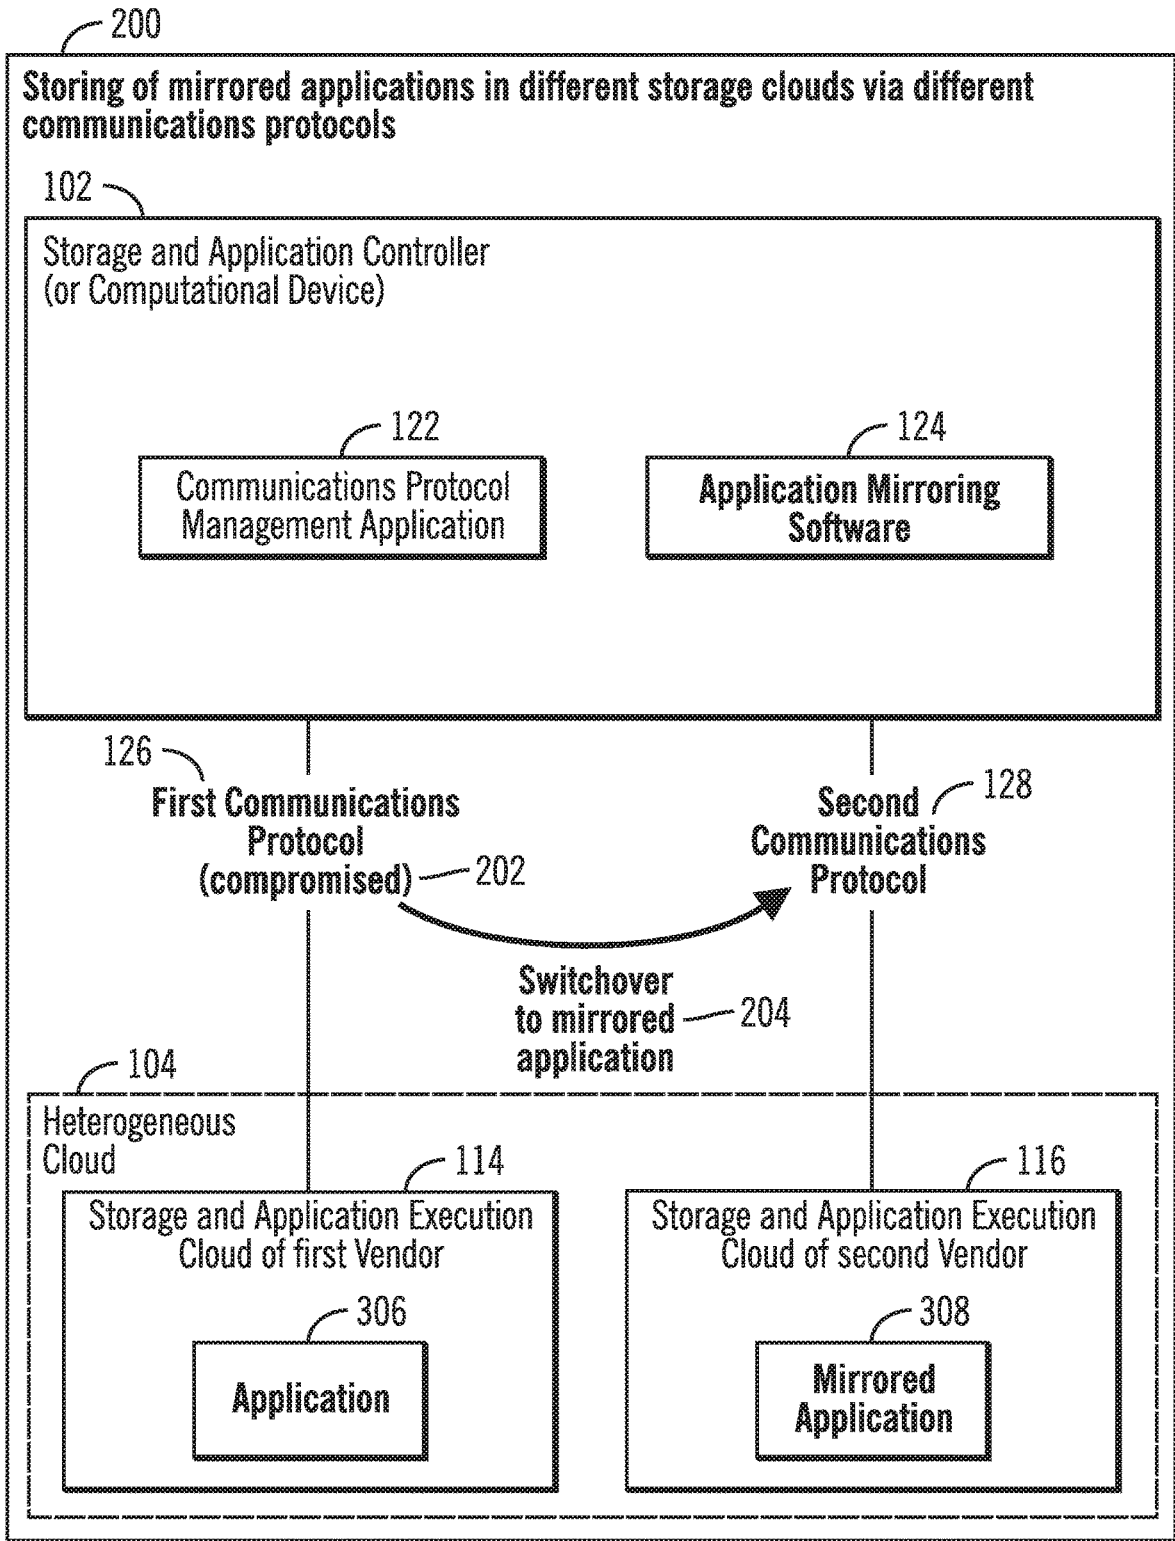 200
Storing of mirrored applications in different storage clouds via different
communications protocols
102
Storage and Application Controller
(or Computational Device)
122
Communications Protocol
Management Application
124
Application Mirroring
Software
126
First Communications
Protocol
(compromised)
202
128
Second
Communications
Protocol
Switchover
to mirrored
application
204
104
Heterogeneous
Cloud
114
Storage and Application Execution
Cloud of first Vendor
306
Application
116
Storage and Application Execution
Cloud of second Vendor
308
Mirrored
Application